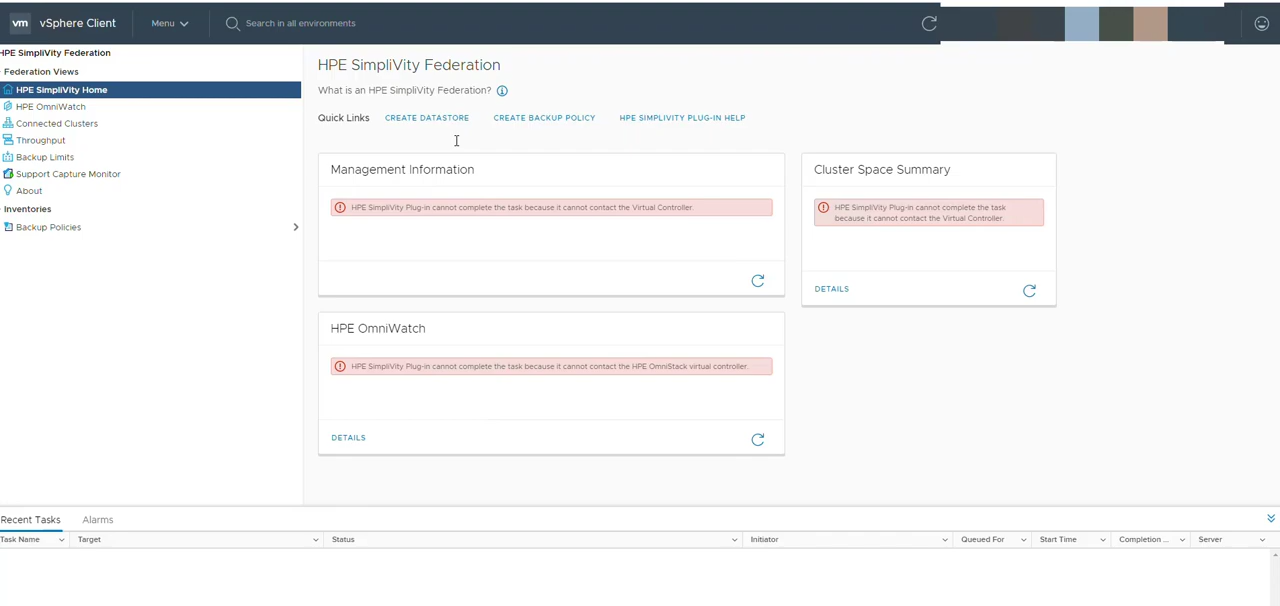 vm vSphere Client Menu Search in all environments
HPE SimpliVity Federation
Federation Views
HPE SimpliVity Home
HPE OmniWatch
Connected Clusters
Throughput
Backup Limits
Support Capture Monitor
About
Inventories
Backup Policies
HPE SimpliVity Federation
What is an HPE SimpliVity Federation?
Quick Links CREATE DATASTORE CREATE BACKUP POLICY HPE SIMPLIVITY PLUG-IN HELP
Management Information
HPE SimpliVity Plug-in cannot complete the task because it cannot contact the Virtual Controller.
Cluster Space Summary
HPE SimpliVity Plug-in cannot complete the task
because it cannot contact the Virtual Controller.
DETAILS
HPE OmniWatch
HPE SimpliVity Plug-in cannot complete the task because it cannot contact the HPE OmniStack virtual controller.
DETAILS
Recent Tasks Alarms
Task Name Target Status Initiator Queued For Start Time Completion ... Server